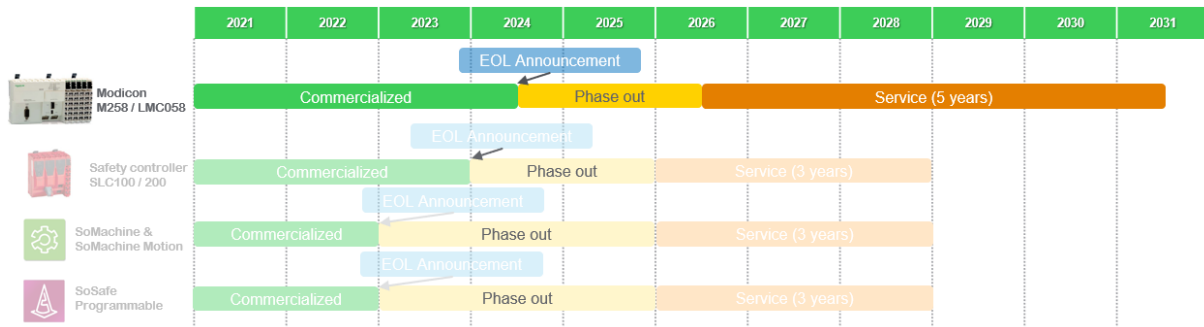 2021 2022 2023 2024 2025 2026 2027 2028 2029 2030 2031
EOL Announcement
Modicon
M258 / LMC058
Commercialized Phase out Service (5 years)
EOL Announcement
Safety controller
SLC100 / 200
Commercialized Phase out Service (3 years)
EOL Announcement
SoMachine &
SoMachine Motion
Commercialized Phase out Service (3 years)
EOL Announcement
SoSafe
Programmable
Commercialized Phase out Service (3 years)